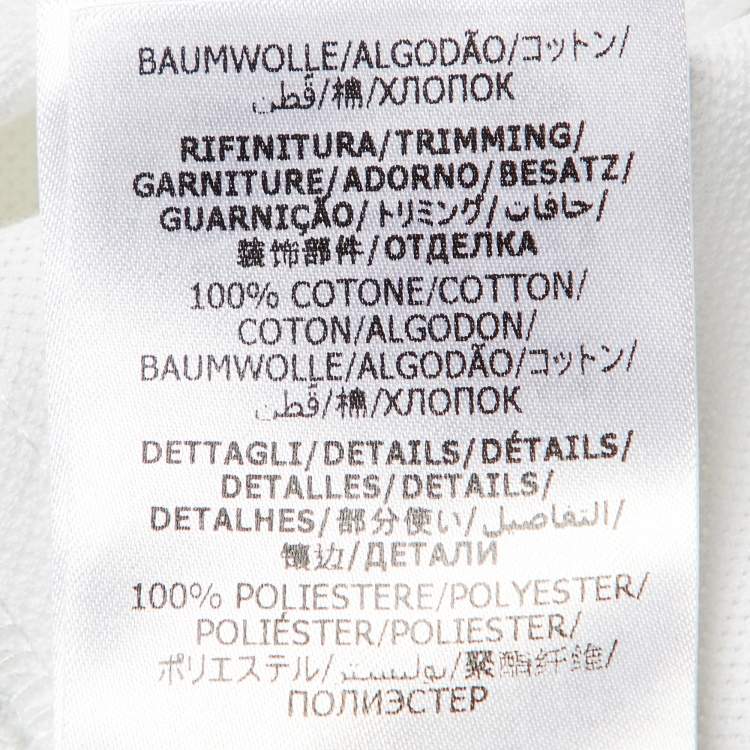 BAUMWOLLE/ALGODÃO/コットン/
قطن/棉/ХЛОПОК
RIFINITURA/TRIMMING/
GARNITURE/ADORNO/BESATZ/
GUARNIÇÃO/トリミング/حافات/
装饰部件/ОТДЕЛКА
100% COTONE/COTTON/
COTON/ALGODON/
BAUMWOLLE/ALGODÃO/コットン/
قطن/棉/ХЛОПОК
DETTAGLI/DETAILS/DÉTAILS/
DETALLES/DETAILS/
DETALHES/部分使い/التفاصيل/
镶边/ДЕТАЛИ
100% POLIESTERE/POLYESTER/
POLIÉSTER/POLIESTER/
ポリエステル/بوليستر/聚酯纤维/
ПОЛИЭСТЕР